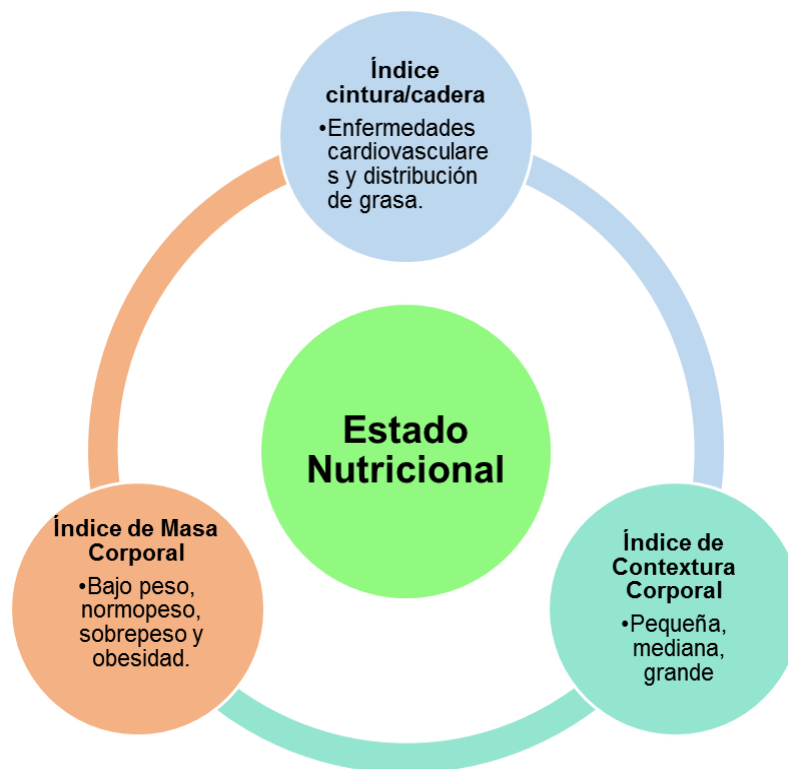 Índice
cintura/cadera
•Enfermedades
cardiovasculare
s y distribución
de grasa.
Estado
Nutricional
Índice de Masa
Corporal
•Bajo peso,
normopeso,
sobrepeso y
obesidad.
Índice de
Contextura
Corporal
•Pequeña,
mediana,
grande